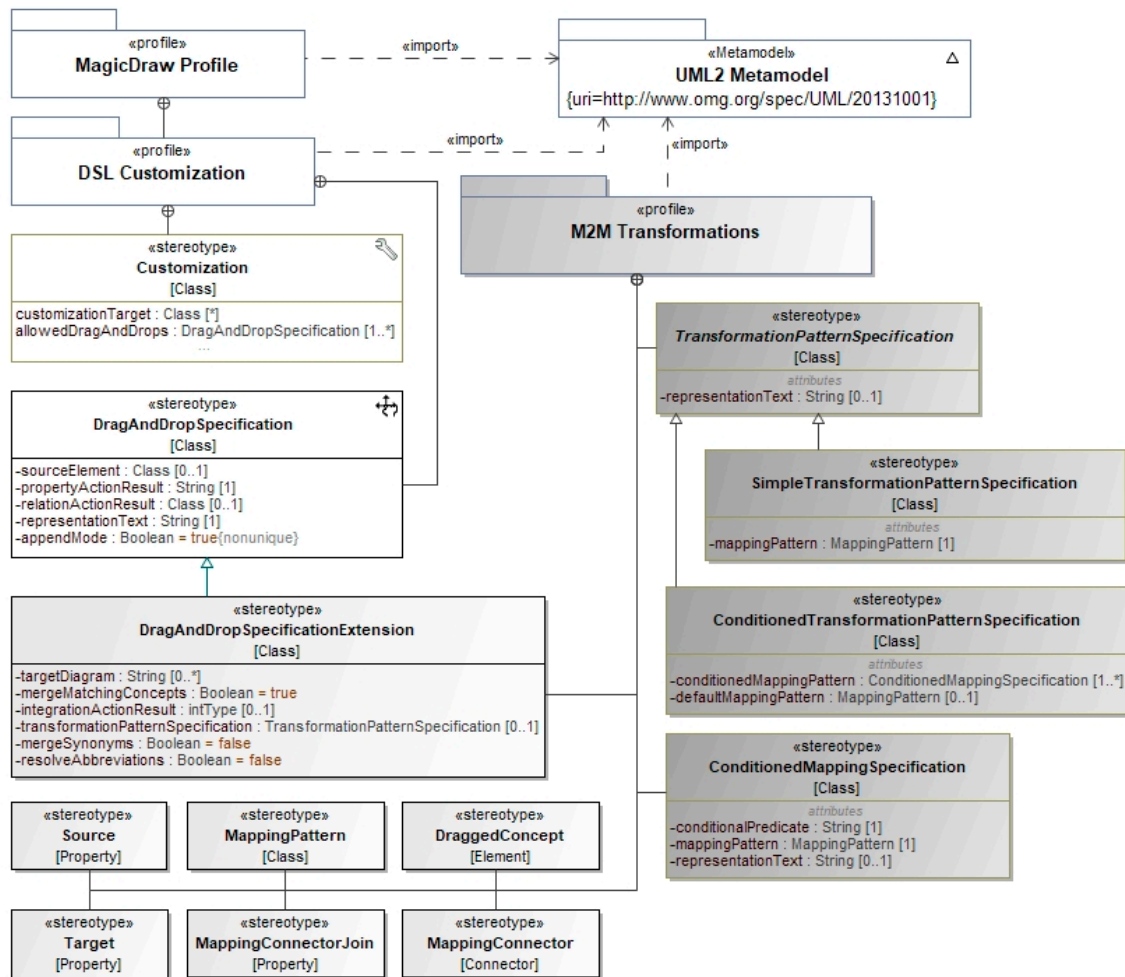 «profile»
MagicDraw Profile
«import»
«Metamodel»
UML2 Metamodel
{uri=http://www.omg.org/spec/UML/20131001}
«profile»
DSL Customization
«import»
«import»
«profile»
M2M Transformations
«stereotype»
Customization
[Class]
customizationTarget : Class [*]
allowedDragAndDrops : DragAndDropSpecification [1..*]
...
«stereotype»
TransformationPatternSpecification
[Class]
attributes
-representationText : String [0..1]
«stereotype»
DragAndDropSpecification
[Class]
-sourceElement : Class [0..1]
-propertyActionResult : String [1]
-relationActionResult : Class [0..1]
-representationText : String [1]
-appendMode : Boolean = true{nonunique}
«stereotype»
SimpleTransformationPatternSpecification
[Class]
attributes
-mappingPattern : MappingPattern [1]
«stereotype»
DragAndDropSpecificationExtension
[Class]
-targetDiagram : String [0..*]
-mergeMatchingConcepts : Boolean = true
-integrationActionResult : intType [0..1]
-transformationPatternSpecification : TransformationPatternSpecification [0..1]
-mergeSynonyms : Boolean = false
-resolveAbbreviations : Boolean = false
«stereotype»
ConditionedTransformationPatternSpecification
[Class]
attributes
-conditionedMappingPattern : ConditionedMappingSpecification [1..*]
-defaultMappingPattern : MappingPattern [0..1]
«stereotype»
ConditionedMappingSpecification
[Class]
attributes
-conditionalPredicate : String [1]
-mappingPattern : MappingPattern [1]
-representationText : String [0..1]
«stereotype»
Source
[Property]
«stereotype»
MappingPattern
[Class]
«stereotype»
DraggedConcept
[Element]
«stereotype»
Target
[Property]
«stereotype»
MappingConnectorJoin
[Property]
«stereotype»
MappingConnector
[Connector]